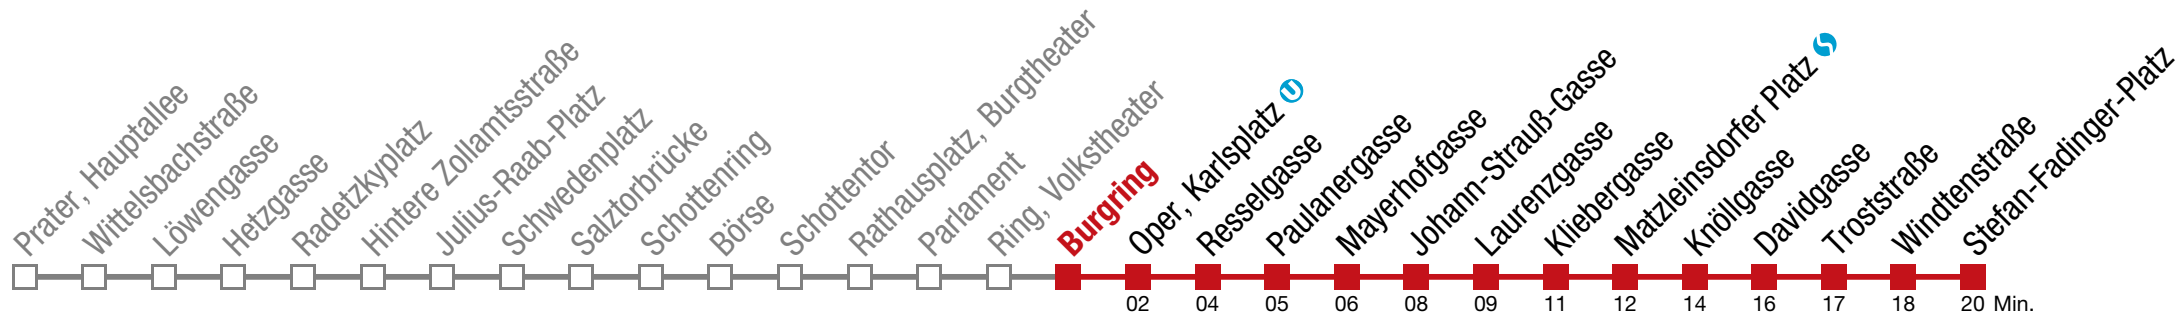 Prater, Hauptallee
Wittelsbachstraße
Löwengasse
Hetzgasse
Radetzkyplatz
Hintere Zollamtsstraße
Julius-Raab-Platz
Schwedenplatz
Salztorbrücke
Schottenring
Börse
Schottentor
Rathausplatz, Burgtheater
Parlament
Ring, Volkstheater
Burgring
Oper, Karlsplatz U
Resselgasse
Paulanergasse
Mayerhofgasse
Johann-Strauß-Gasse
Laurenzgasse
Kliebergasse
Matzleinsdorfer Platz S
Knöllgasse
Davidgasse
Troststraße
Windtenstraße
Stefan-Fadinger-Platz
02 04 05 06 08 09 11 12 14 16 17 18 20 Min.